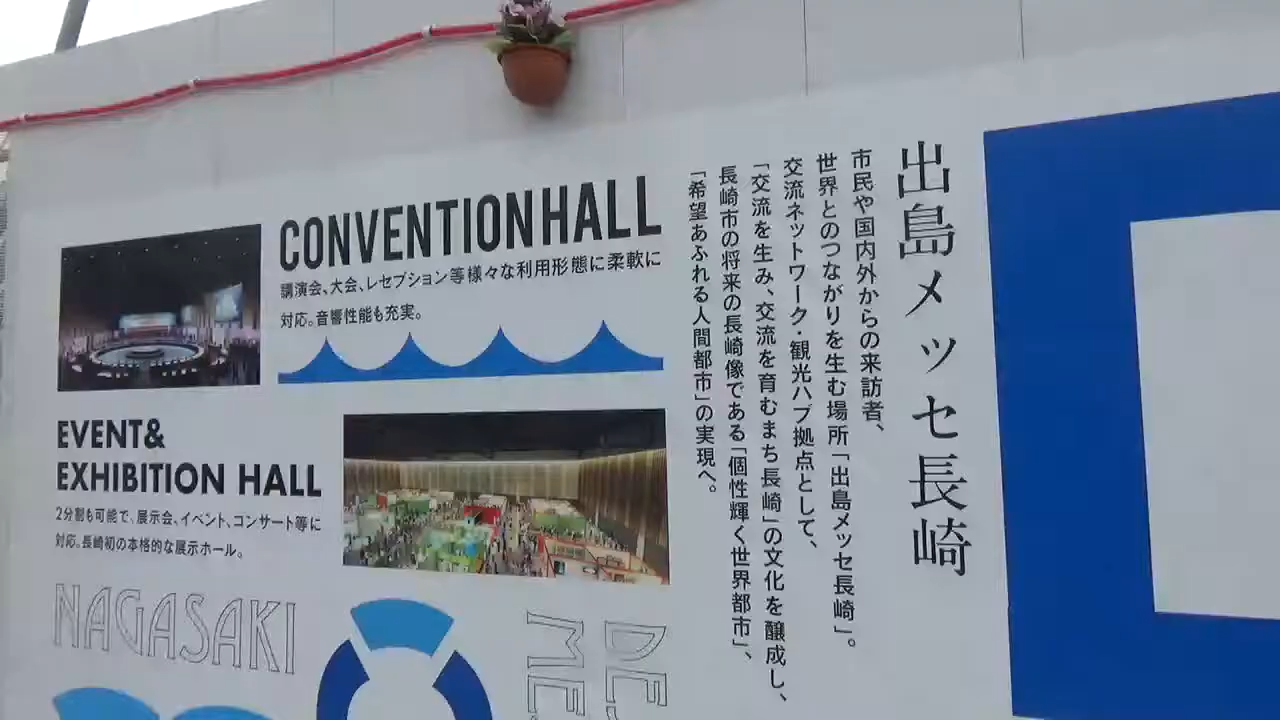 出島メッセ長崎
市民や国内外からの来訪者、
世界とのつながりを生む場所「出島メッセ長崎」。
交流ネットワーク・観光ハブ拠点として、
「交流を生み、交流を育むまち長崎」の文化を醸成し、
長崎市の将来の長崎像である「個性輝く世界都市」、
「希望あふれる人間都市」の実現へ。
CONVENTION HALL
講演会、大会、レセプション等様々な利用形態に柔軟に
対応。音響性能も充実。
EVENT&
EXHIBITION HALL
2分割も可能で、展示会、イベント、コンサート等に
対応。長崎初の本格的な展示ホール。
NAGASAKI